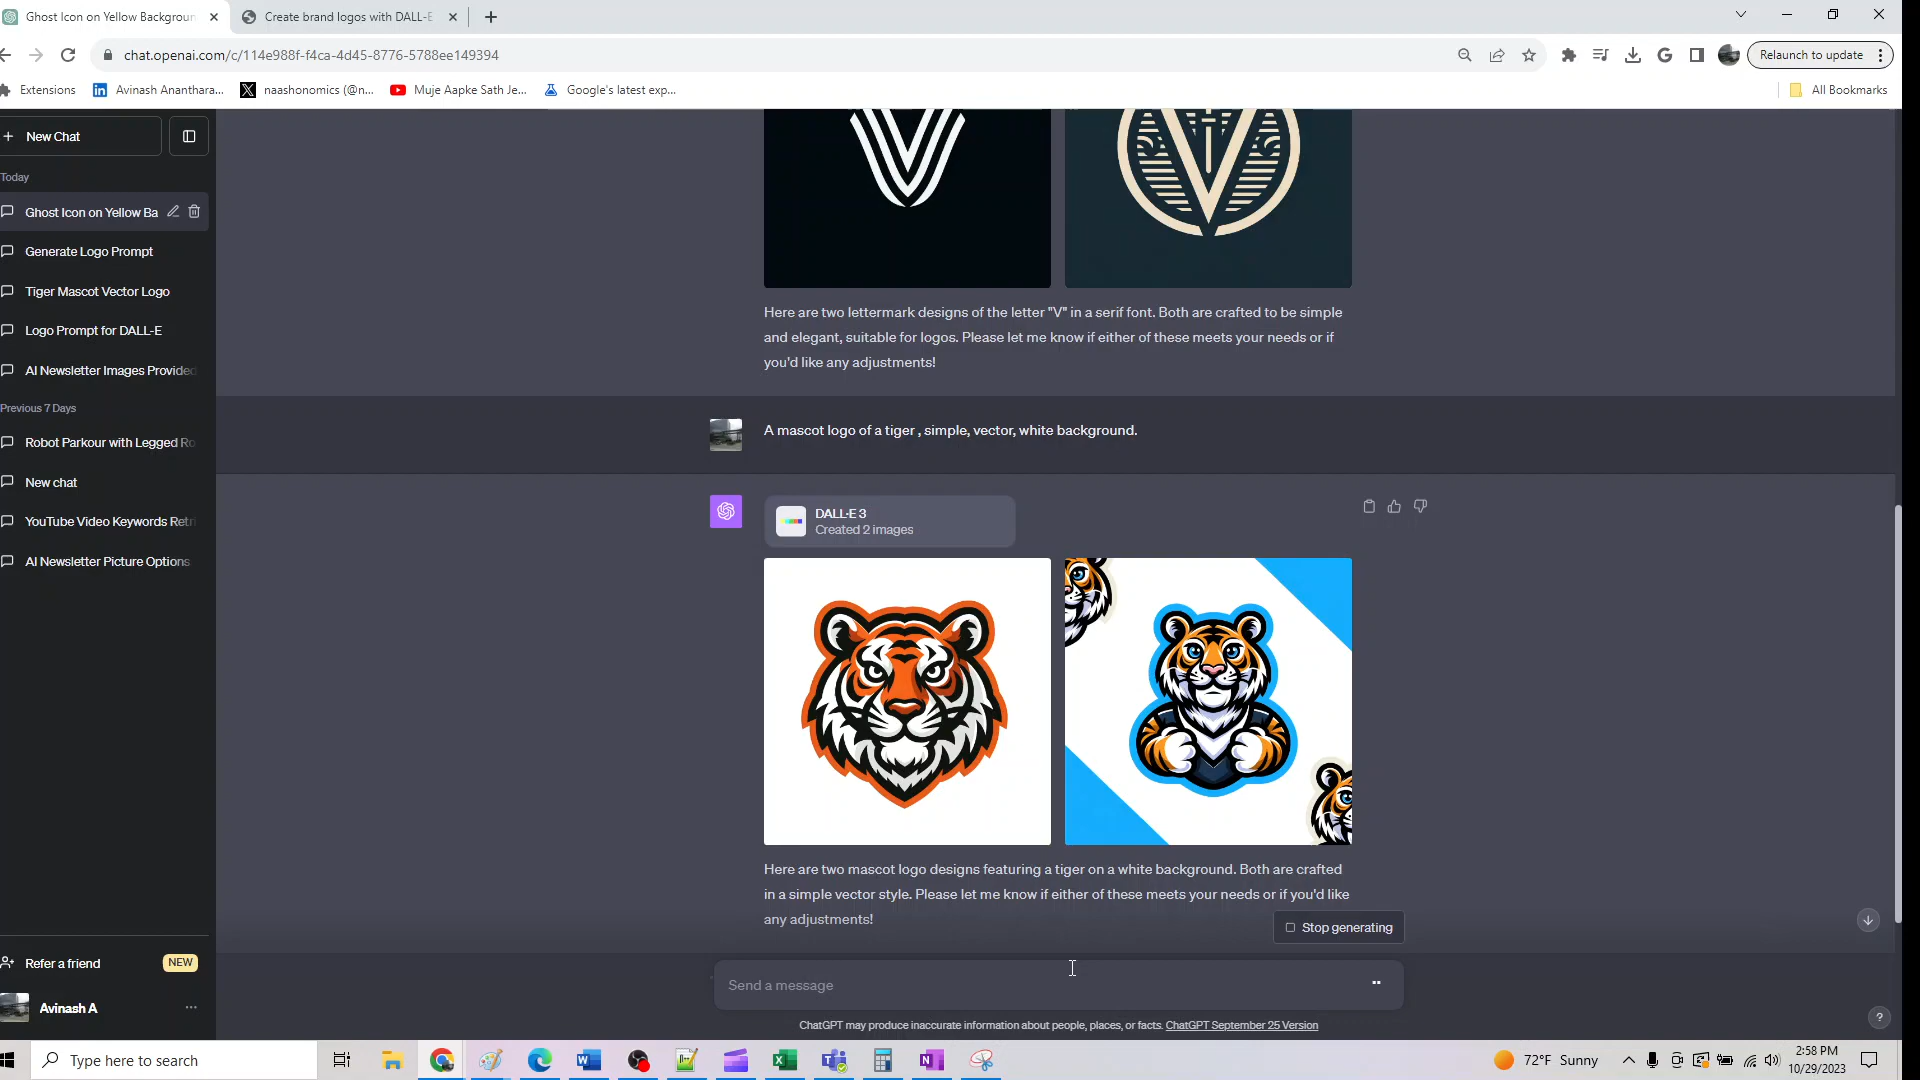 Ghost Icon on Yellow Backgroun
Create brand logos with DALL-E
chat.openai.com/c/114e988f-f4ca-4d45-8776-5788ee149394
Relaunch to update
Extensions
Avinash Ananthara...
naashonomics (@n...
Muje Aapke Sath Je...
Google's latest exp...
All Bookmarks
New Chat
Today
Ghost Icon on Yellow Ba
Generate Logo Prompt
Tiger Mascot Vector Logo
Logo Prompt for DALL-E
AI Newsletter Images Provided
Previous 7 Days
Robot Parkour with Legged Ro
New chat
YouTube Video Keywords Retri
AI Newsletter Picture Options
Refer a friend
NEW
Avinash A
Here are two lettermark designs of the letter "V" in a serif font. Both are crafted to be simple
and elegant, suitable for logos. Please let me know if either of these meets your needs or if
you'd like any adjustments!
A mascot logo of a tiger , simple, vector, white background.
DALL·E 3
Created 2 images
Here are two mascot logo designs featuring a tiger on a white background. Both are crafted
in a simple vector style. Please let me know if either of these meets your needs or if you'd like
any adjustments!
Stop generating
Send a message
ChatGPT may produce inaccurate information about people, places, or facts. ChatGPT September 25 Version
?
Type here to search
72°F Sunny
2:58 PM
10/29/2023